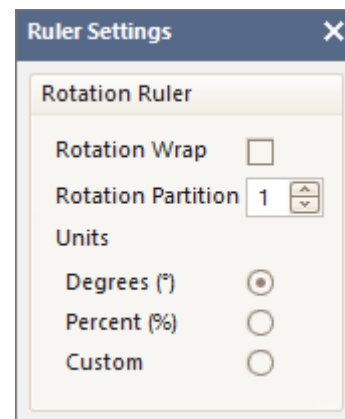 Ruler Settings
Rotation Ruler
Rotation Wrap
Rotation Partition 1
Units
Degrees (°)
Percent (%)
Custom